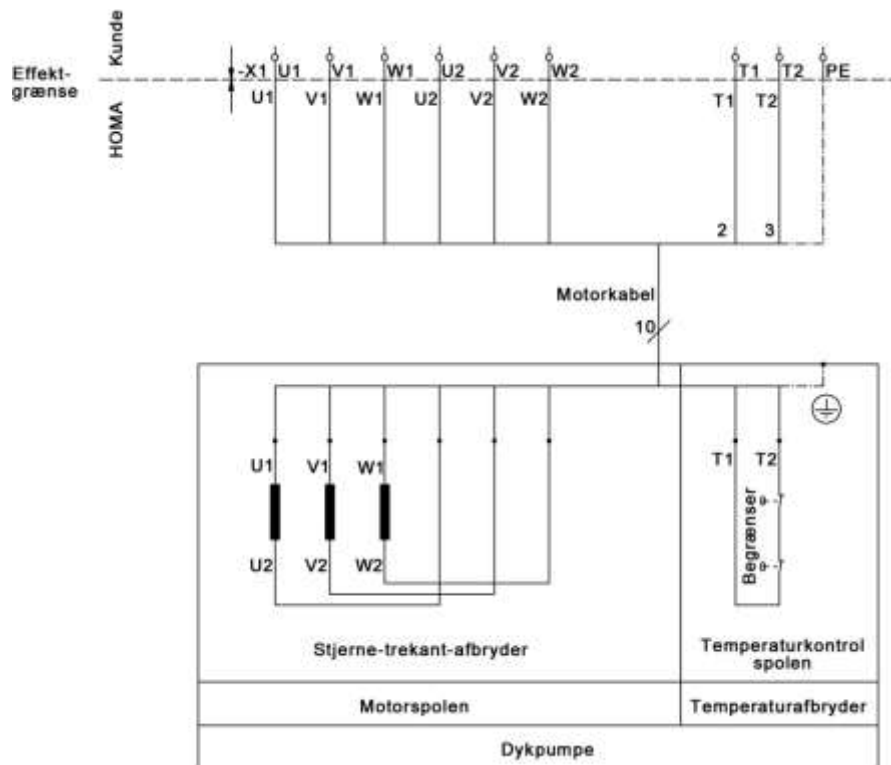 Kunde
Effekt-
grænse
HOMA
-X1 U1 V1 W1 U2 V2 W2 T1 T2 PE
U1 V1 W1 U2 V2 W2 T1 T2
2 3
Motorkabel
10
U1 V1 W1 T1 T2
Begrænser
U2 V2 W2
Stjerne-trekant-afbryder
Temperaturkontrol
spolen
Motorspolen
Temperaturafbryder
Dykpumpe